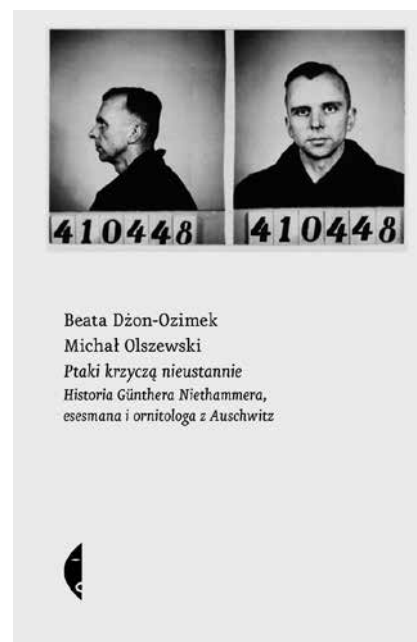 410448
410448
Beata Dżon-Ozimek
Michał Olszewski
Ptaki krzyczą nieustannie
Historia Günthera Niethammera,
esesmana i ornitologa z Auschwitz